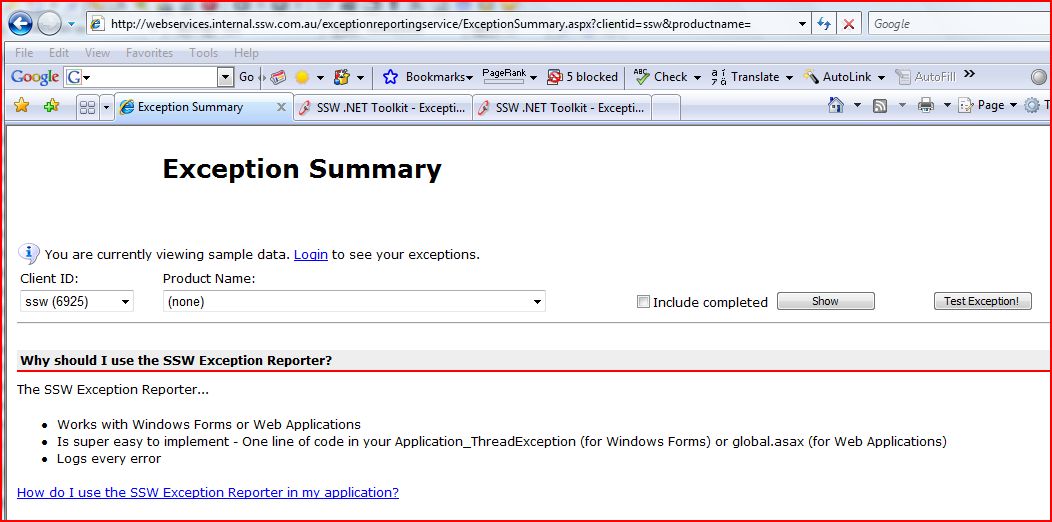 http://webservices.internal.ssw.com.au/exceptionreportingservice/ExceptionSummary.aspx?clientid=ssw&productname=
Google
File Edit View Favorites Tools Help
Google G Go Bookmarks PageRank 5 blocked ABC Check Translate AutoLink AutoFill »
Exception Summary x SSW .NET Toolkit - Excepti... SSW .NET Toolkit - Excepti... Page T
Exception Summary
You are currently viewing sample data. Login to see your exceptions.
Client ID: Product Name:
ssw (6925) (none) Include completed Show Test Exception!
Why should I use the SSW Exception Reporter?
The SSW Exception Reporter...
• Works with Windows Forms or Web Applications
• Is super easy to implement - One line of code in your Application_ThreadException (for Windows Forms) or global.asax (for Web Applications)
• Logs every error
How do I use the SSW Exception Reporter in my application?